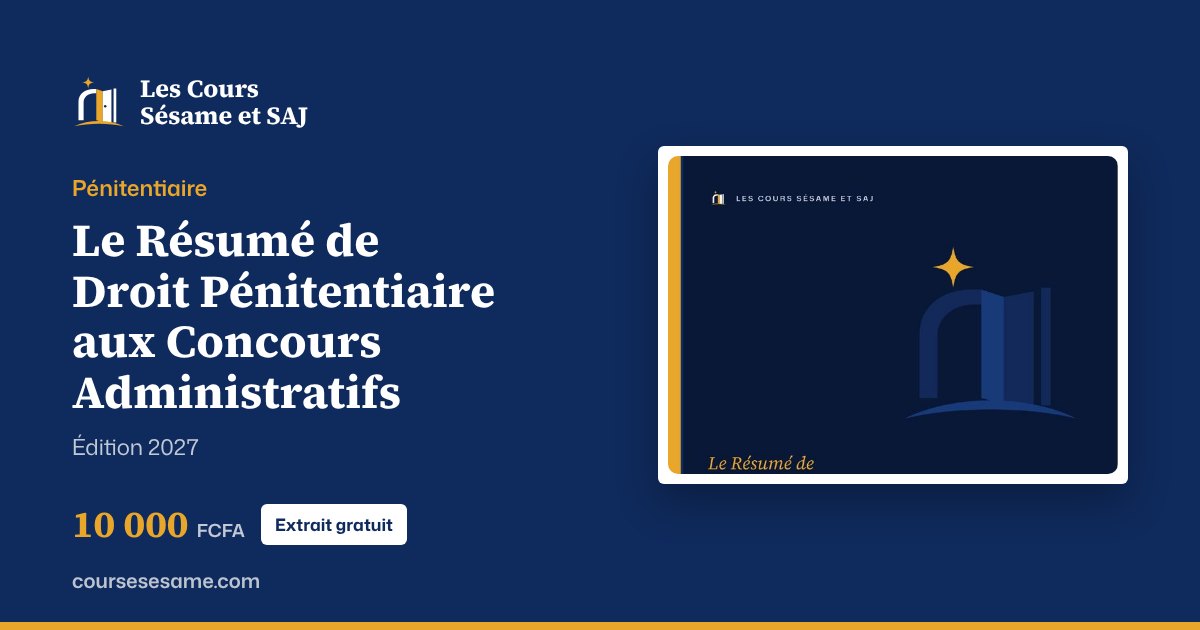 Les Cours
Sésame et SAJ
Pénitentiaire
Le Résumé de
Droit Pénitentiaire
aux Concours
Administratifs
Édition 2027
10 000 FCFA
Extrait gratuit
coursesesame.com
LES COURS SÉSAME ET SAJ
Le Résumé de